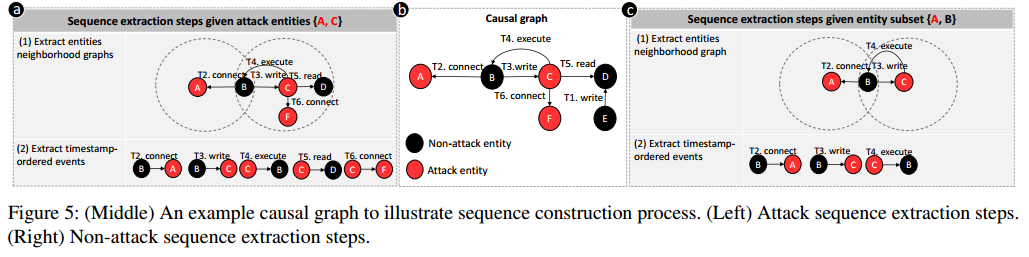 a
Sequence extraction steps given attack entities {A, C}
(1) Extract entities
neighborhood graphs
T4. execute
T2. connect
T3. write
T5. read
A
B
C
D
T6. connect
F
(2) Extract timestamp-
ordered events
T2. connect
T3. write
T4. execute
T5. read
T6. connect
B
A
B
C
C
B
C
D
C
F
b
Causal graph
T4. execute
T2. connect
T3.write
T5. read
A
B
C
D
T6. connect
T1. write
F
E
Non-attack entity
Attack entity
c
Sequence extraction steps given entity subset {A, B}
(1) Extract entities
neighborhood graph
T4. execute
T2. connect
T3. write
A
B
C
(2) Extract timestamp-
ordered events
T2. connect
T3. write
T4. execute
B
A
B
C
C
B
Figure 5: (Middle) An example causal graph to illustrate sequence construction process. (Left) Attack sequence extraction steps.
(Right) Non-attack sequence extraction steps.